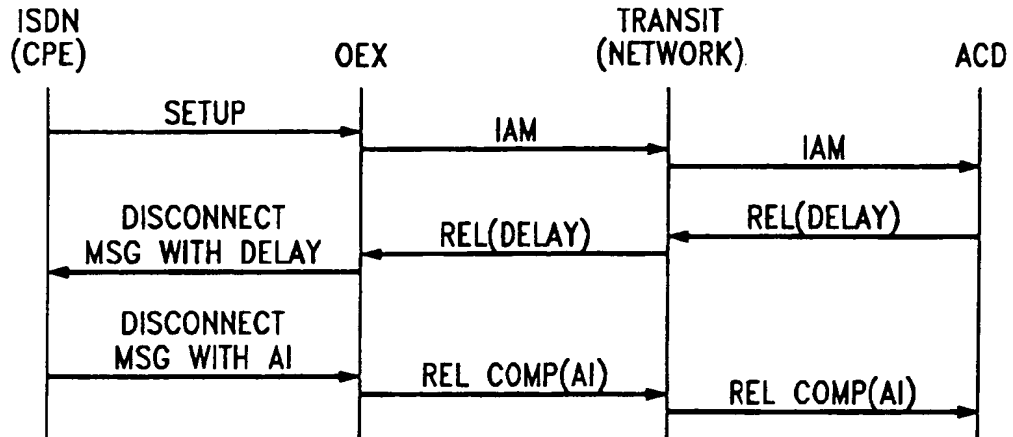 ISDN
(CPE)
OEX
TRANSIT
(NETWORK)
ACD
SETUP
IAM
IAM
DISCONNECT
MSG WITH DELAY
REL(DELAY)
REL(DELAY)
DISCONNECT
MSG WITH AI
REL COMP(AI)
REL COMP(AI)